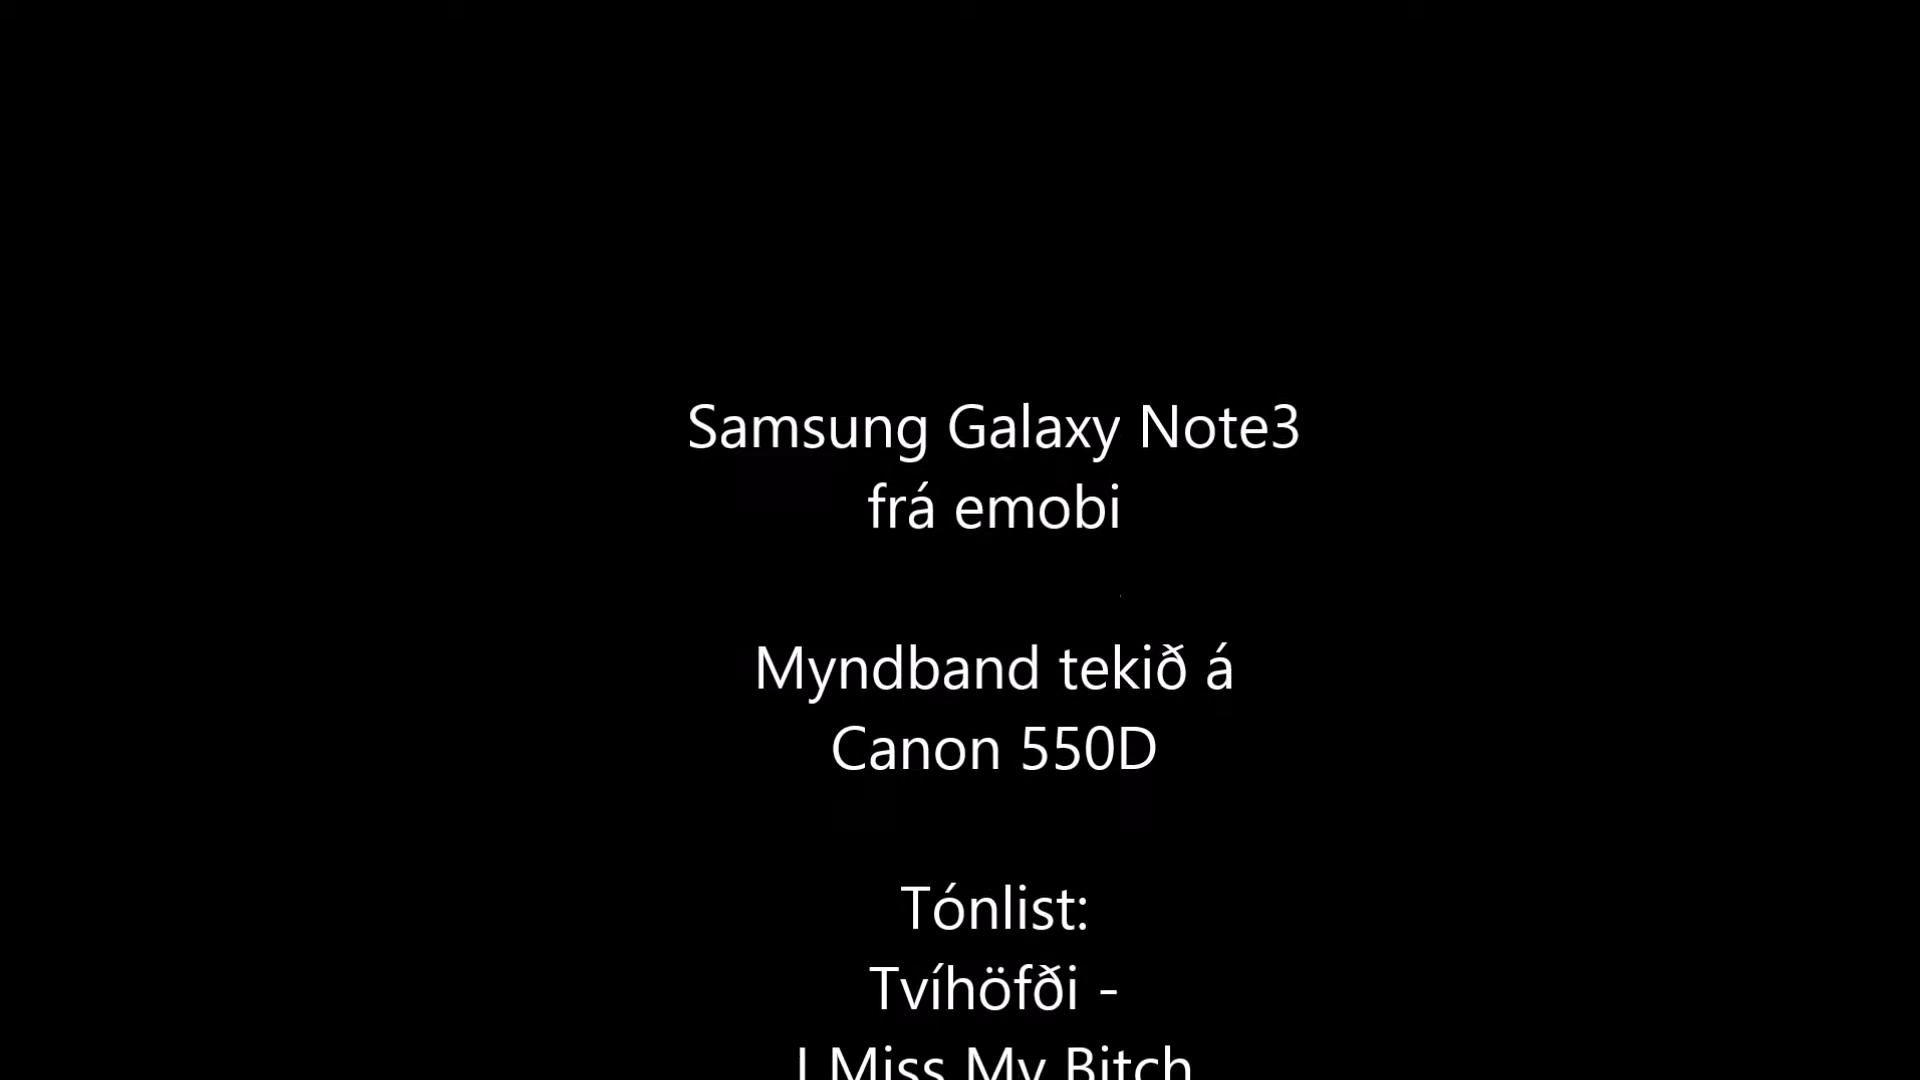 Samsung Galaxy Note3
frá emobi
Myndband tekið á
Canon 550D
Tónlist:
Tvíhöfði -
I Miss My Bitch